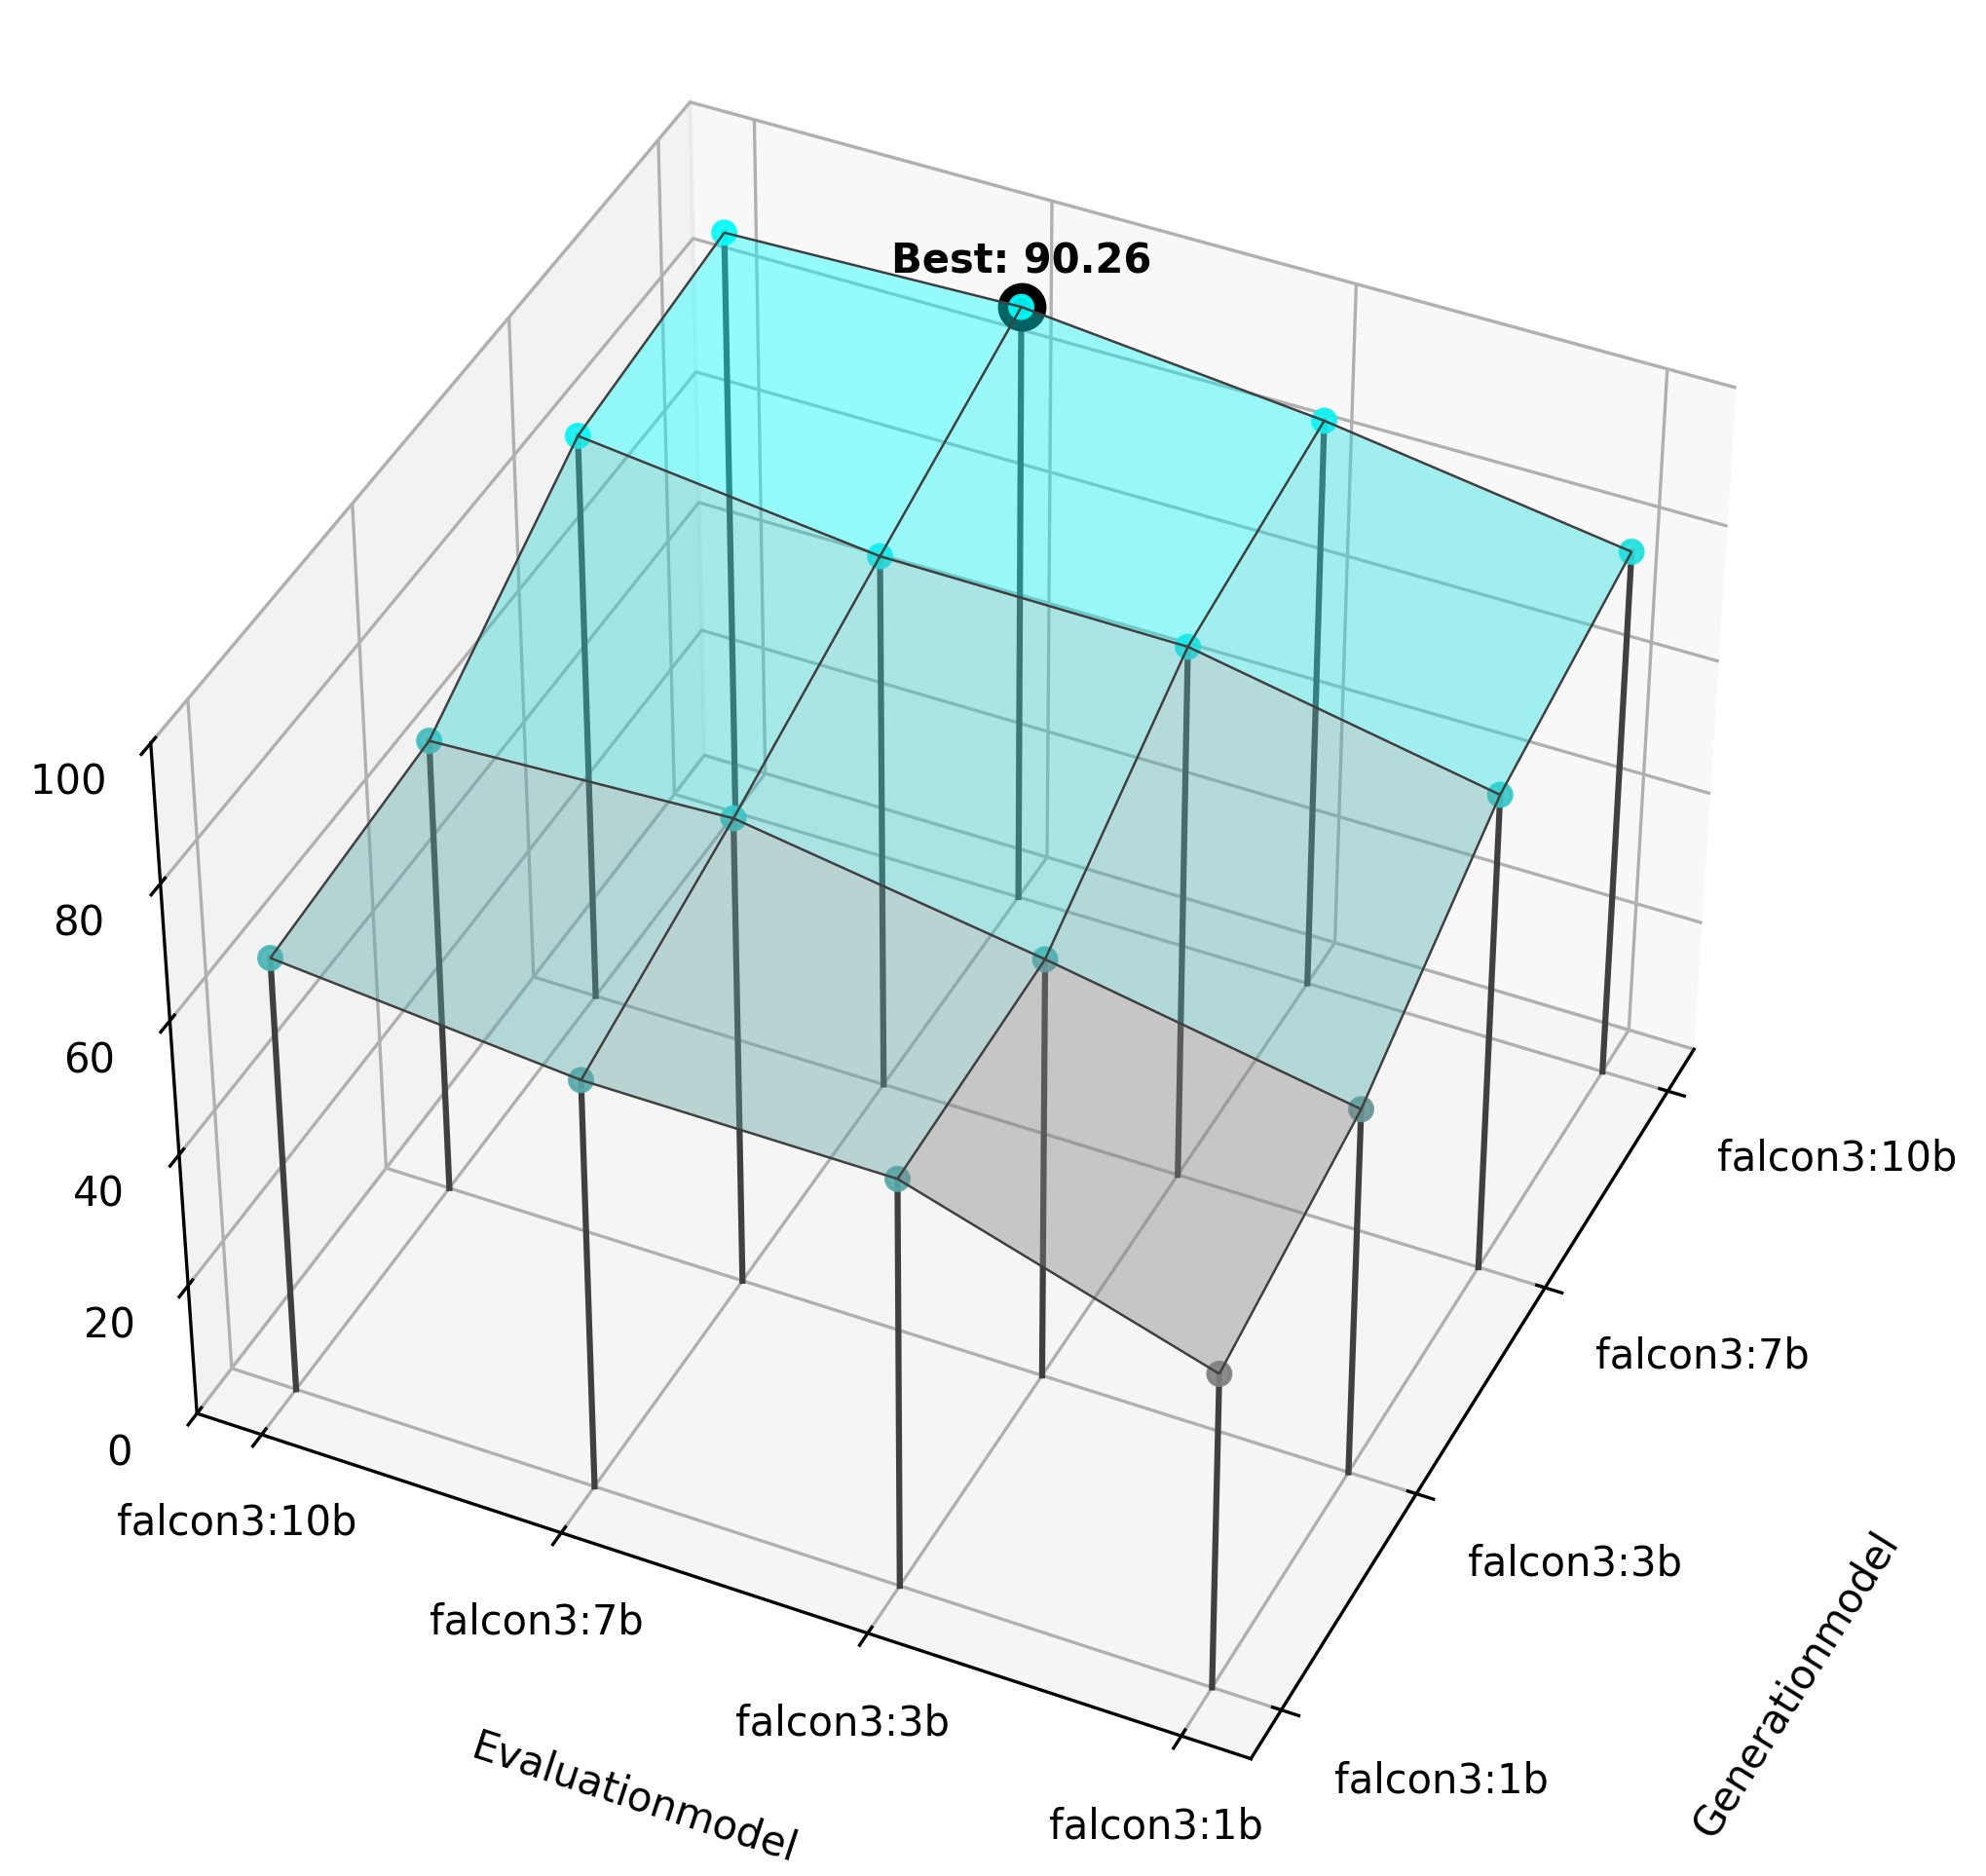 Best: 90.26
100
80
60
40
20
0
falcon3:10b
falcon3:7b
falcon3:3b
falcon3:1b
Evaluationmodel
falcon3:10b
falcon3:7b
falcon3:3b
falcon3:1b
Generationmodel